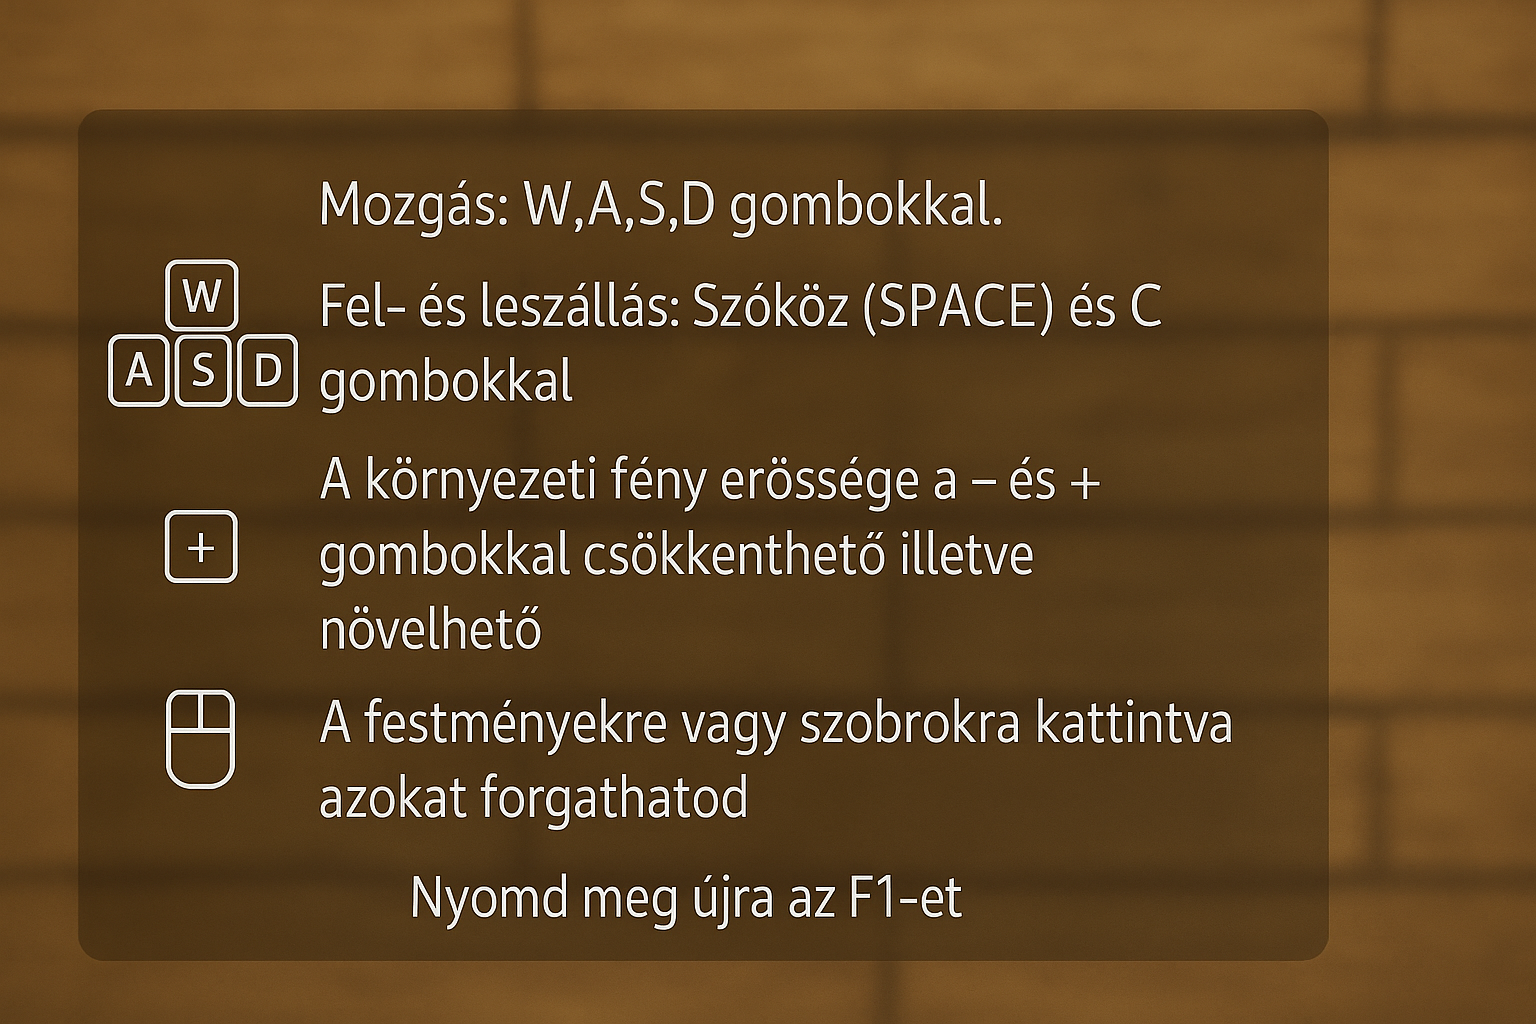 Mozgás: W,A,S,D gombokkal.
W
A S D
Fel- és leszállás: Szóköz (SPACE) és C
gombokkal
A környezeti fény erössége a – és +
gombokkal csökkenthető illetve
növelhető
+
A festményekre vagy szobrokra kattintva
azokat forgathatod
Nyomd meg újra az F1-et